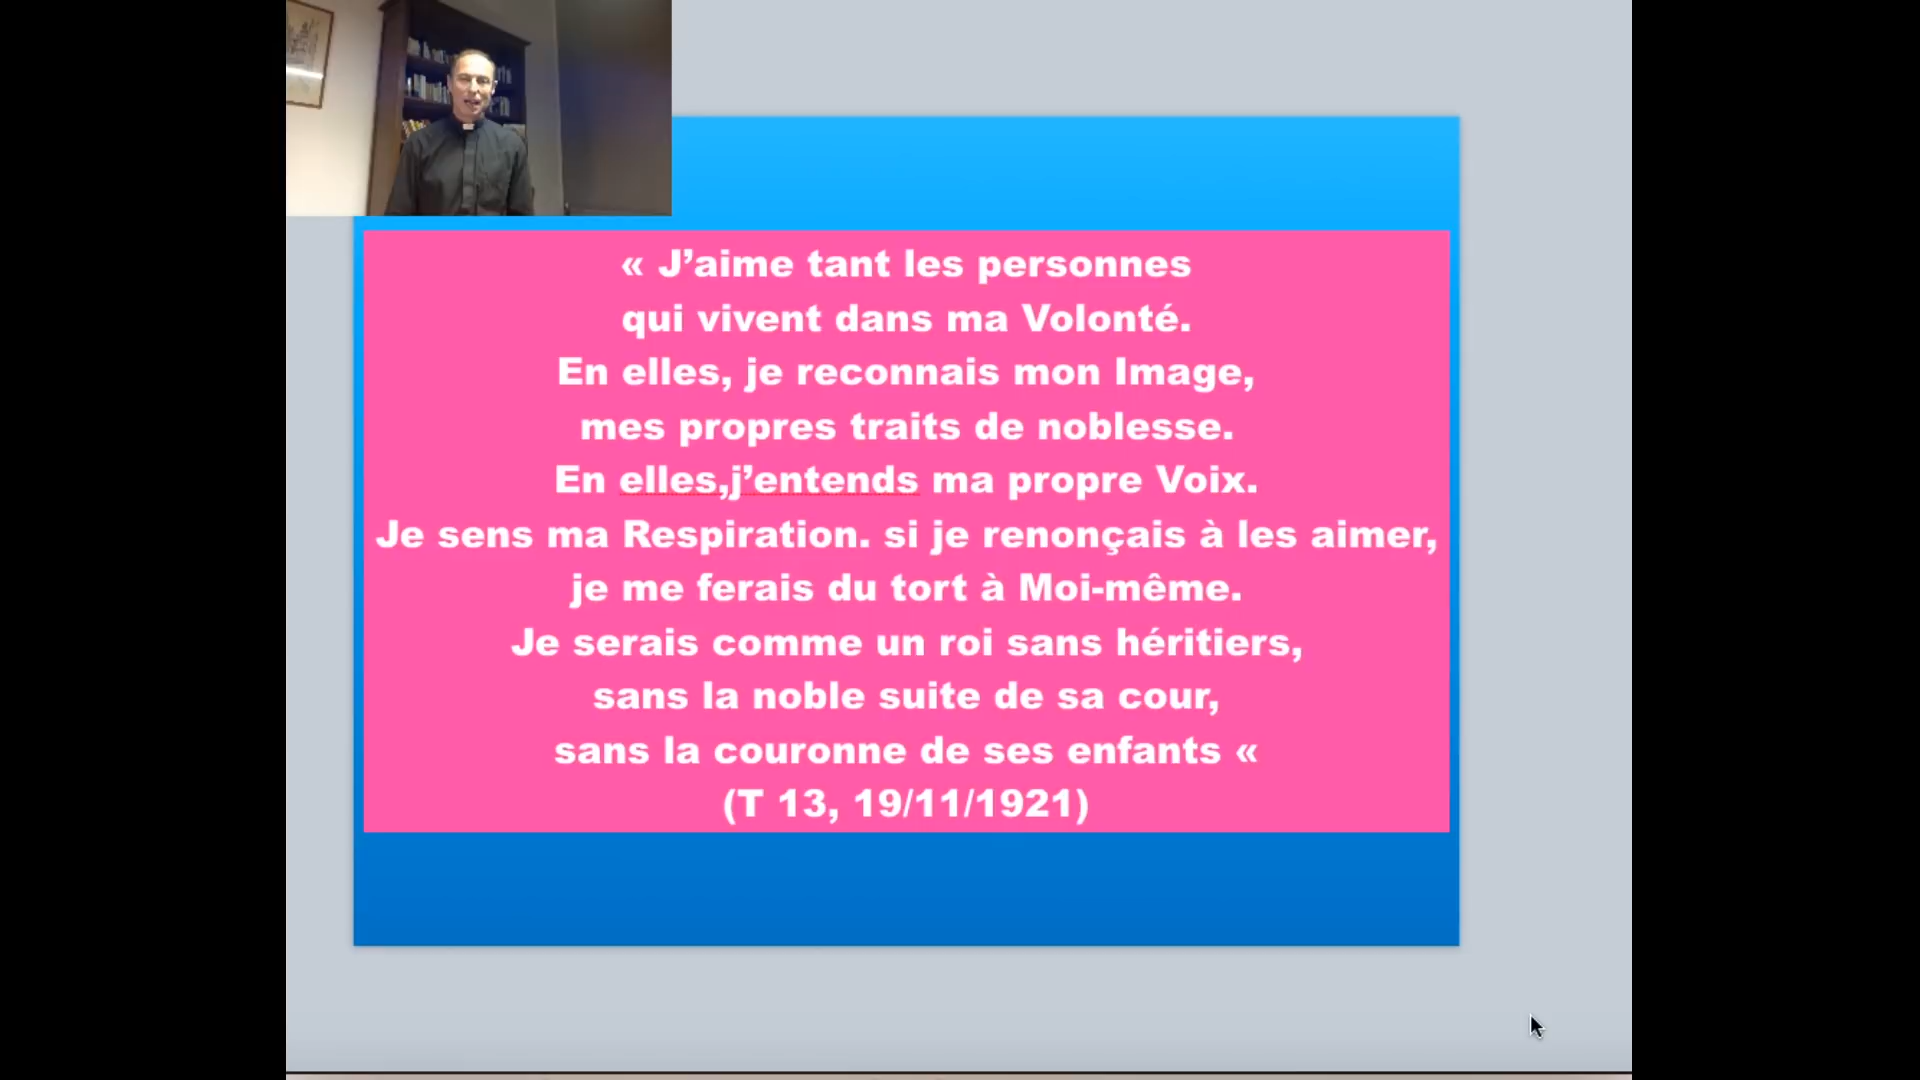 « J’aime tant les personnes
qui vivent dans ma Volonté.
En elles, je reconnais mon Image,
mes propres traits de noblesse.
En elles,j’entends ma propre Voix.
Je sens ma Respiration. si je renonçais à les aimer,
je me ferais du tort à Moi-même.
Je serais comme un roi sans héritiers,
sans la noble suite de sa cour,
sans la couronne de ses enfants «
(T 13, 19/11/1921)